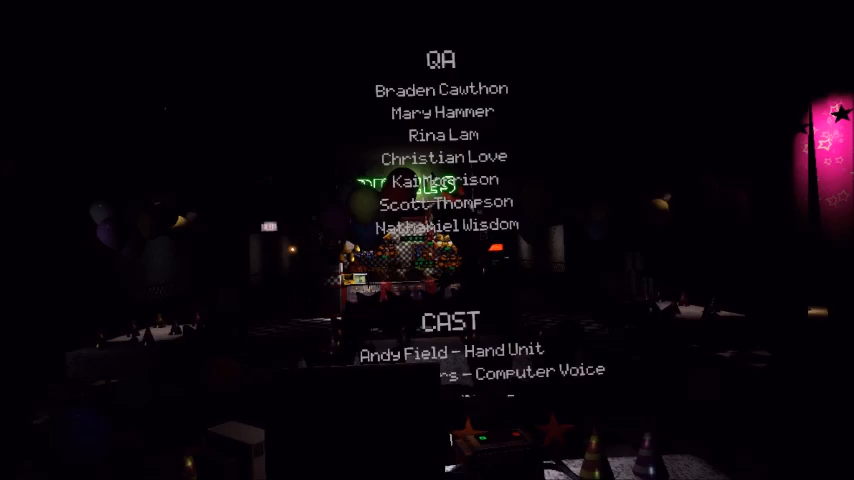 QA
Braden Cawthon
Mary Hammer
Rina Lam
Christian Love
Kai Morrison
Scott Thompson
Nathaniel Wisdom
EXIT
CAST
Andy Field - Hand Unit
- Computer Voice